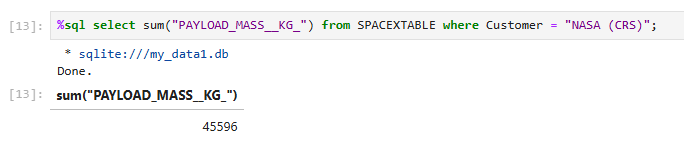 [13]: %sql select sum("PAYLOAD_MASS__KG_") from SPACEXTABLE where Customer = "NASA (CRS)";
* sqlite:///my_data1.db
Done.
[13]: sum("PAYLOAD_MASS__KG_")
45596